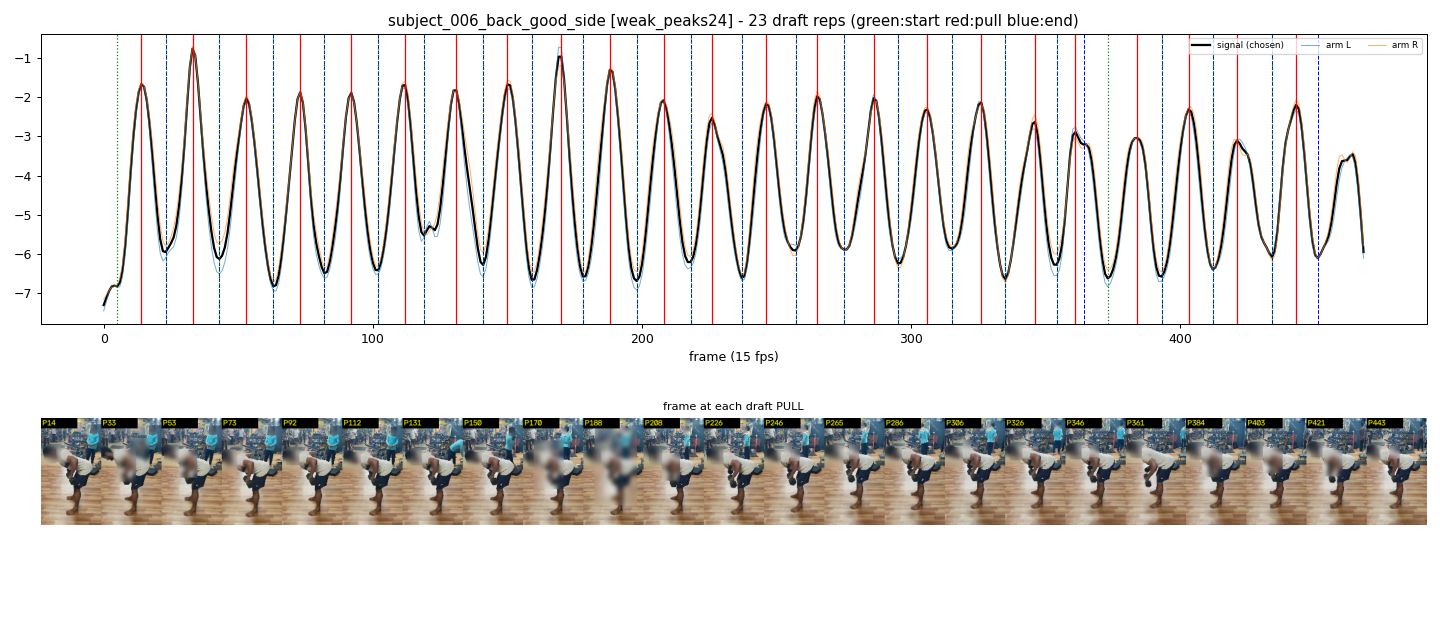 subject_006_back_good_side [weak_peaks24] - 23 draft reps (green:start red:pull blue:end)
signal (chosen) arm L arm R
−1
−2
−3
−4
−5
−6
−7
0 100 200 300 400
frame (15 fps)
frame at each draft PULL
P14 P33 P53 P73 P92 P112 P131 P150 P170 P188 P208 P226 P246 P265 P286 P306 P326 P346 P361 P384 P403 P421 P443